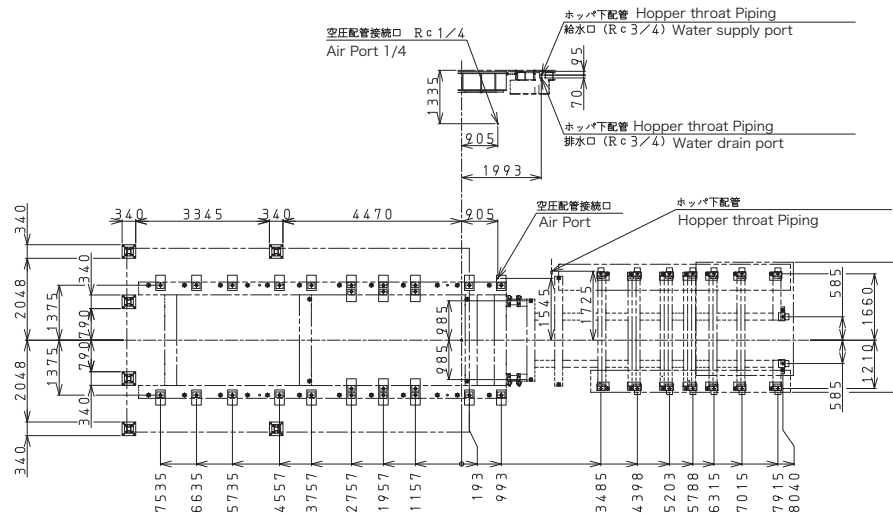 ホッパ下配管 Hopper throat Piping
給水口 (Rc3/4) Water supply port
空圧配管接続口 Rc1/4
Air Port 1/4
95
70
1335
905
1993
ホッパ下配管 Hopper throat Piping
排水口 (Rc3/4) Water drain port
空圧配管接続口
Air Port
ホッパ下配管
Hopper throat Piping
340 3345 340 4470 905
340
2048
2048
340
1375
1375
340
790
790
340
985
985
1545
1725
585
585
1660
1210
7535 6635 5735 4557 3757 2757 1957 1157 193 993 3485 4398 5203 5788 6315 7015 7915 8040